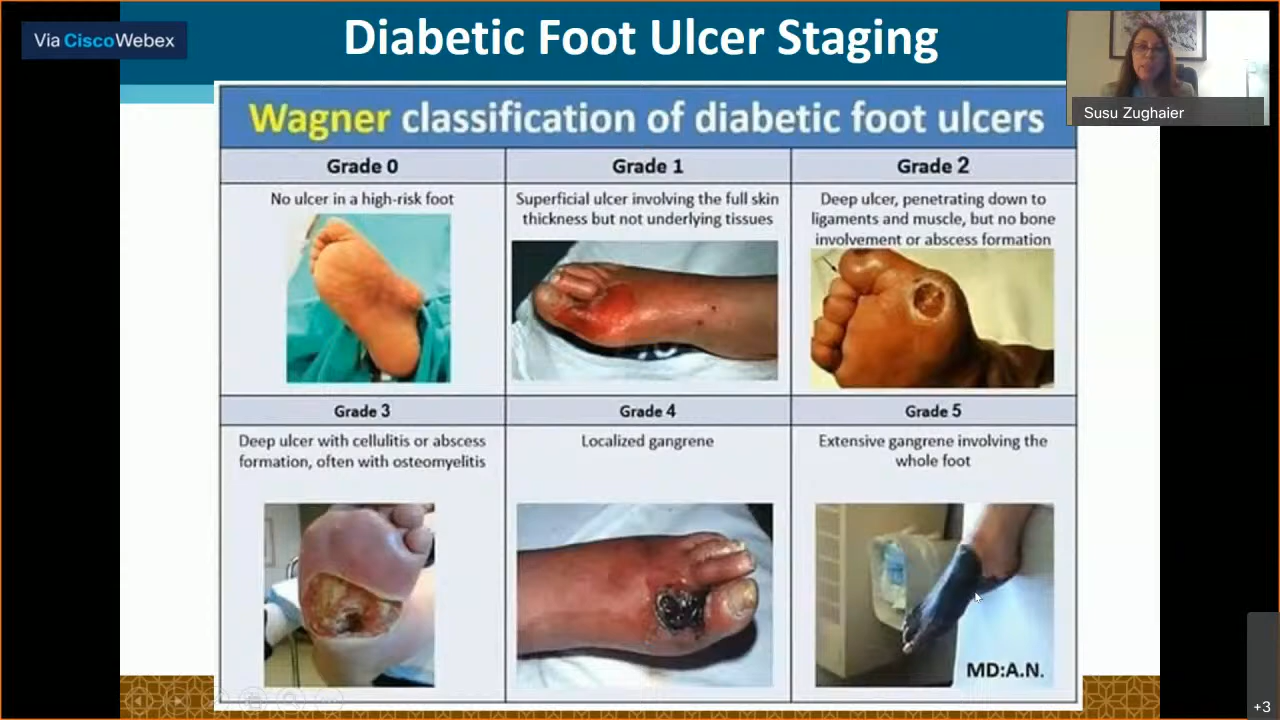 Via CiscoWebex
Diabetic Foot Ulcer Staging
Susu Zughaier
Wagner classification of diabetic foot ulcers
Grade 0
Grade 1
Grade 2
No ulcer in a high-risk foot
Superficial ulcer involving the full skin
thickness but not underlying tissues
Deep ulcer, penetrating down to
ligaments and muscle, but no bone
involvement or abscess formation
Grade 3
Grade 4
Grade 5
Deep ulcer with cellulitis or abscess
formation, often with osteomyelitis
Localized gangrene
Extensive gangrene involving the
whole foot
MD:A.N.
+3